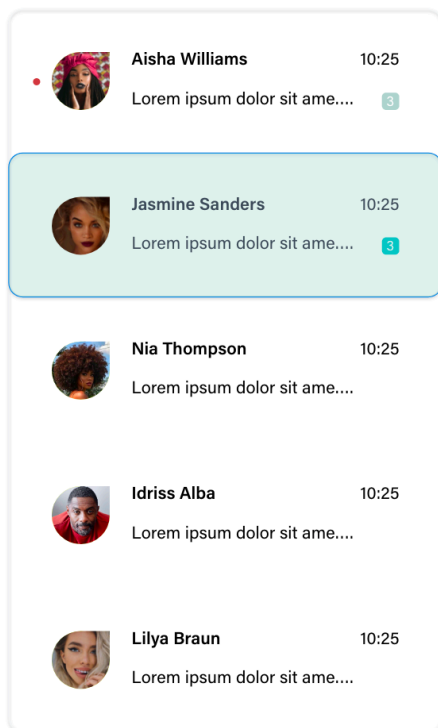 Aisha Williams 10:25
Lorem ipsum dolor sit ame.... 3
Jasmine Sanders 10:25
Lorem ipsum dolor sit ame.... 3
Nia Thompson 10:25
Lorem ipsum dolor sit ame....
Idriss Alba 10:25
Lorem ipsum dolor sit ame....
Lilya Braun 10:25
Lorem ipsum dolor sit ame....